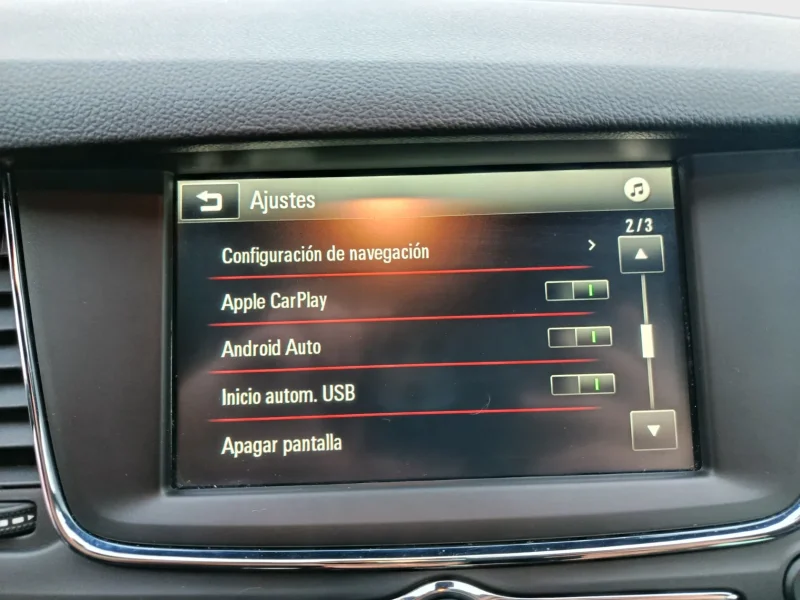 Ajustes
2/3
Configuración de navegación
Apple CarPlay
Android Auto
Inicio autom. USB
Apagar pantalla